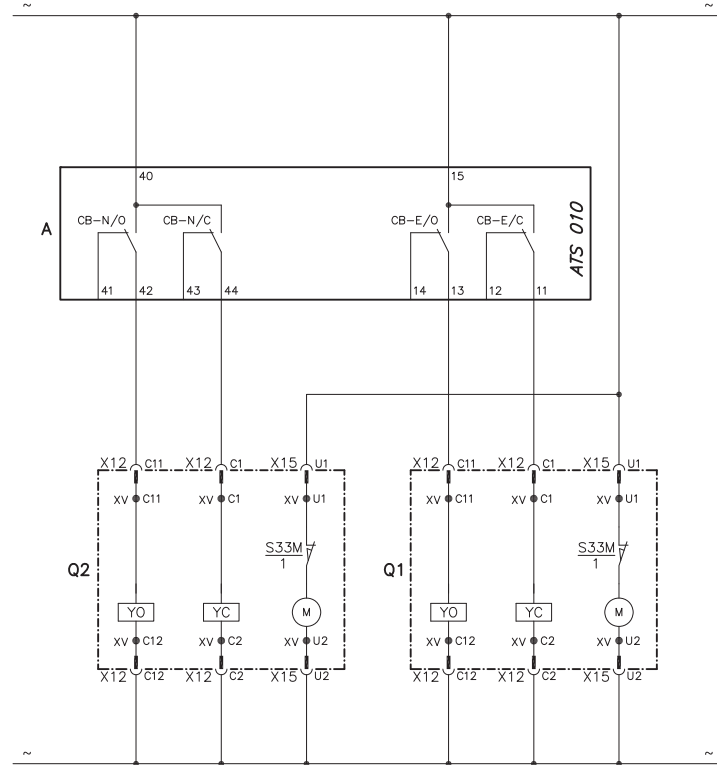 ~ ~
40 15
CB-N/O CB-N/C CB-E/O CB-E/C
A
ATS 010
41 42 43 44 14 13 12 11
X12 C11 X12 C1 X15 U1 X12 C11 X12 C1 X15 U1
XV C11 XV C1 XV U1 XV C11 XV C1 XV U1
S33M S33M
1 1
Q2 Q1
YO YC M YO YC M
XV C12 XV C2 XV U2 XV C12 XV C2 XV U2
X12 C12 X12 C2 X15 U2 X12 C12 X12 C2 X15 U2
~ ~